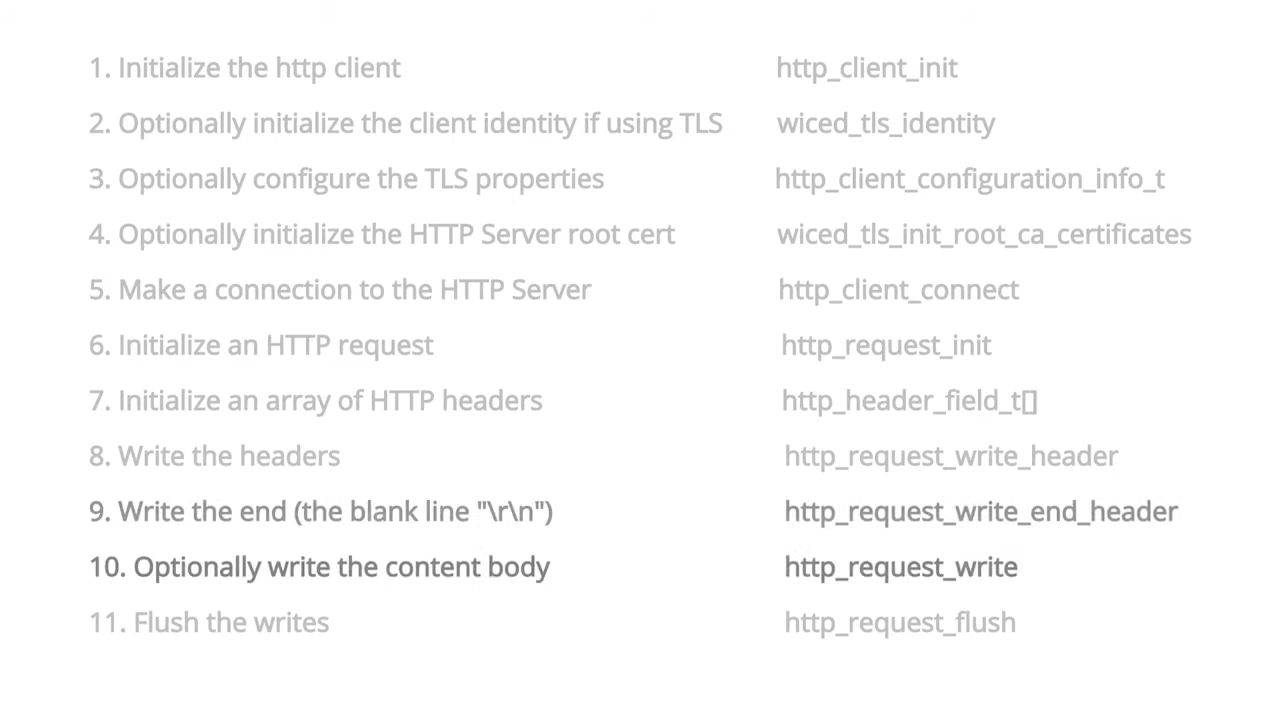 1. Initialize the http client http_client_init
2. Optionally initialize the client identity if using TLS wiced_tls_identity
3. Optionally configure the TLS properties http_client_configuration_info_t
4. Optionally initialize the HTTP Server root cert wiced_tls_init_root_ca_certificates
5. Make a connection to the HTTP Server http_client_connect
6. Initialize an HTTP request http_request_init
7. Initialize an array of HTTP headers http_header_field_t[]
8. Write the headers http_request_write_header
9. Write the end (the blank line "\r\n") http_request_write_end_header
10. Optionally write the content body http_request_write
11. Flush the writes http_request_flush